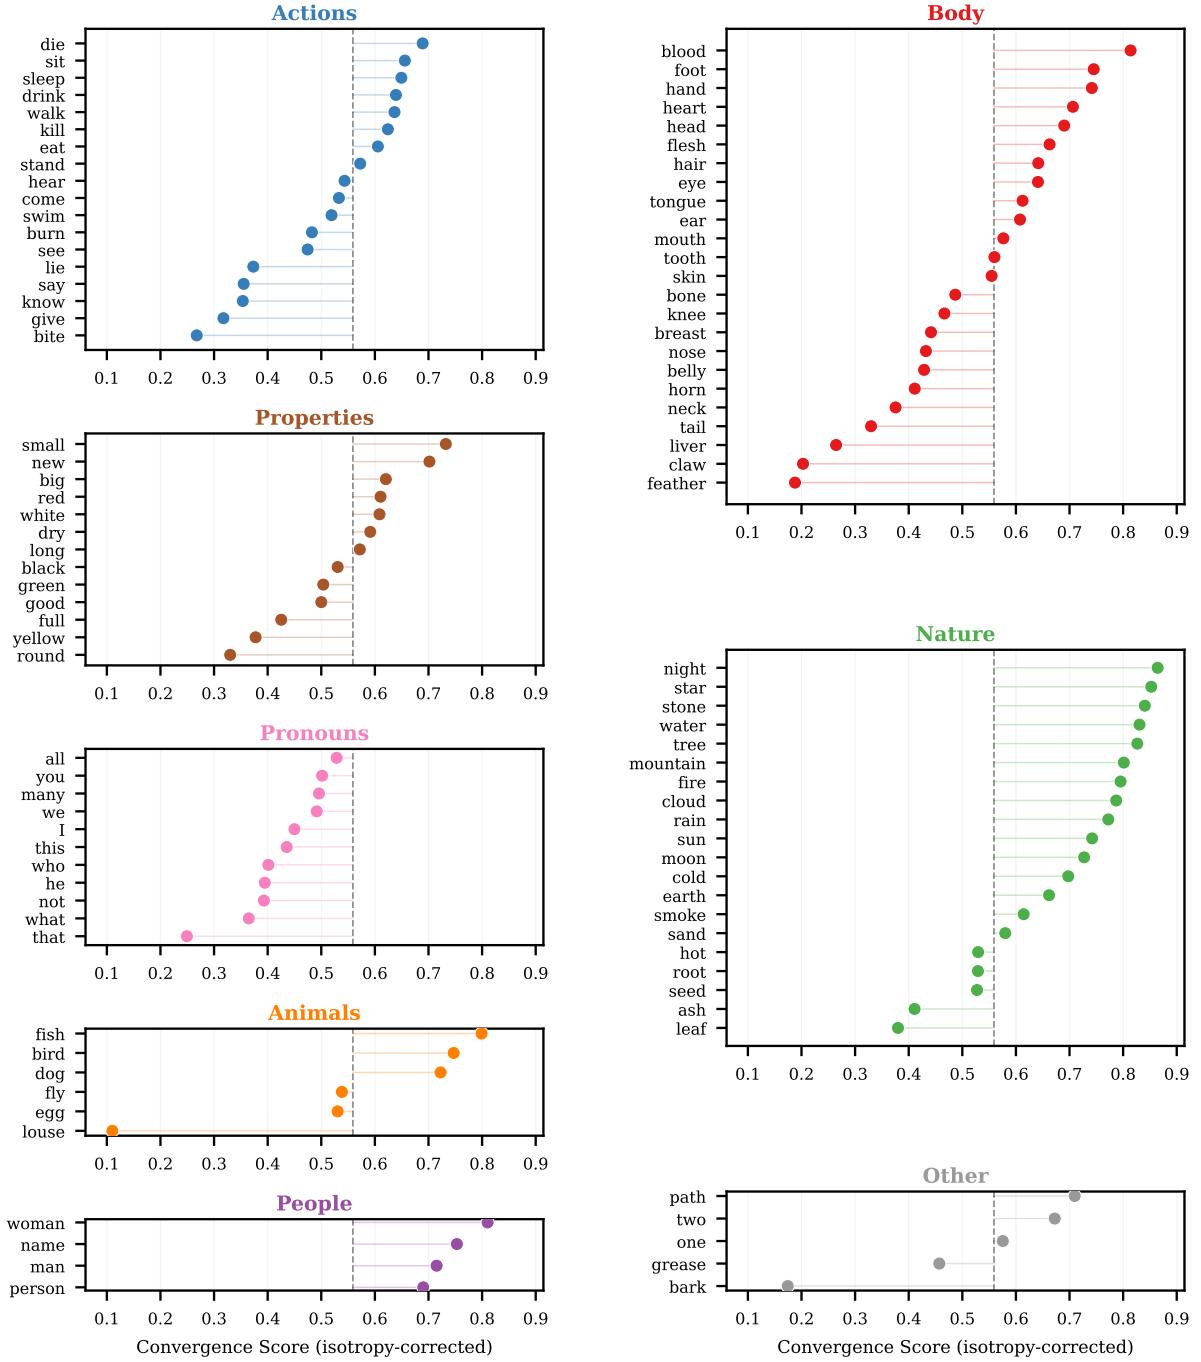 Actions
die
sit
sleep
drink
walk
kill
eat
stand
hear
come
swim
burn
see
lie
say
know
give
bite
0.1 0.2 0.3 0.4 0.5 0.6 0.7 0.8 0.9
Properties
small
new
big
red
white
dry
long
black
green
good
full
yellow
round
0.1 0.2 0.3 0.4 0.5 0.6 0.7 0.8 0.9
Pronouns
all
you
many
we
I
this
who
he
not
what
that
0.1 0.2 0.3 0.4 0.5 0.6 0.7 0.8 0.9
Animals
fish
bird
dog
fly
egg
louse
0.1 0.2 0.3 0.4 0.5 0.6 0.7 0.8 0.9
People
woman
name
man
person
0.1 0.2 0.3 0.4 0.5 0.6 0.7 0.8 0.9
Convergence Score (isotropy-corrected)
Body
blood
foot
hand
heart
head
flesh
hair
eye
tongue
ear
mouth
tooth
skin
bone
knee
breast
nose
belly
horn
neck
tail
liver
claw
feather
0.1 0.2 0.3 0.4 0.5 0.6 0.7 0.8 0.9
Nature
night
star
stone
water
tree
mountain
fire
cloud
rain
sun
moon
cold
earth
smoke
sand
hot
root
seed
ash
leaf
0.1 0.2 0.3 0.4 0.5 0.6 0.7 0.8 0.9
Other
path
two
one
grease
bark
0.1 0.2 0.3 0.4 0.5 0.6 0.7 0.8 0.9
Convergence Score (isotropy-corrected)